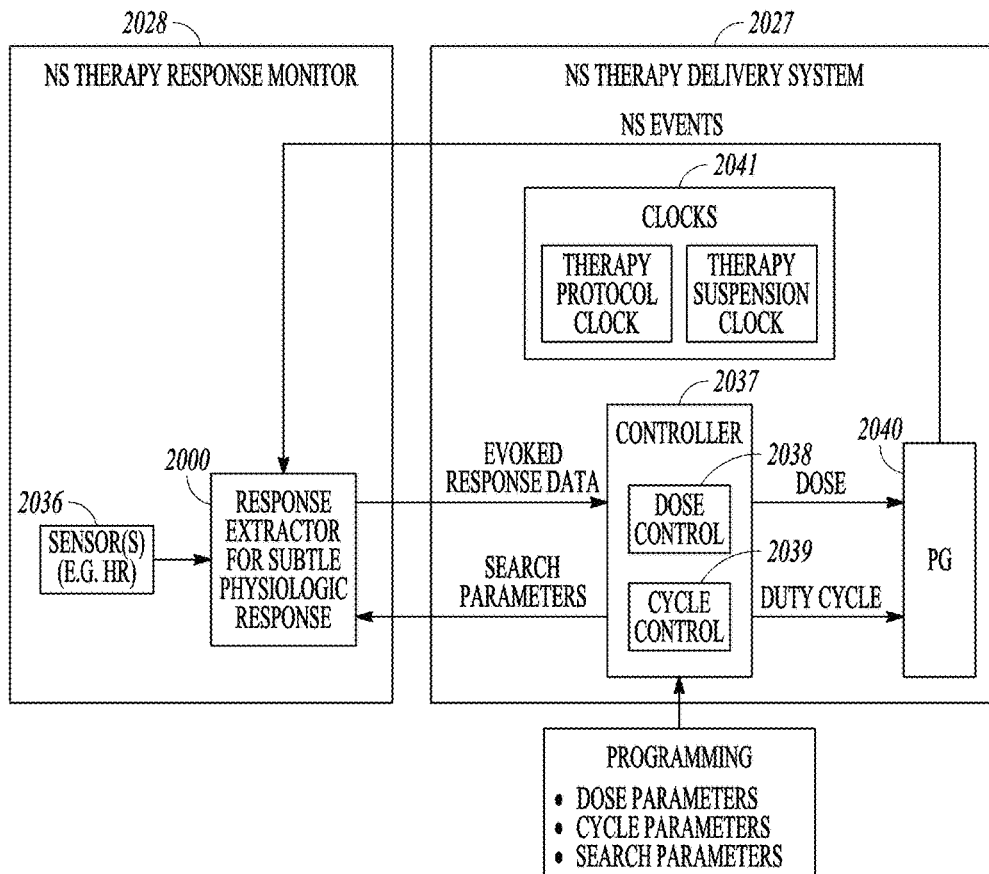 2028
NS THERAPY RESPONSE MONITOR
2027
NS THERAPY DELIVERY SYSTEM
NS EVENTS
2041
CLOCKS
THERAPY
PROTOCOL
CLOCK
THERAPY
SUSPENSION
CLOCK
2036
SENSOR(S)
(E.G. HR)
2000
RESPONSE
EXTRACTOR
FOR SUBTLE
PHYSIOLOGIC
RESPONSE
EVOKED
RESPONSE DATA
SEARCH
PARAMETERS
2037
CONTROLLER
2038
DOSE
CONTROL
2039
CYCLE
CONTROL
DOSE
DUTY CYCLE
2040
PG
PROGRAMMING
• DOSE PARAMETERS
• CYCLE PARAMETERS
• SEARCH PARAMETERS